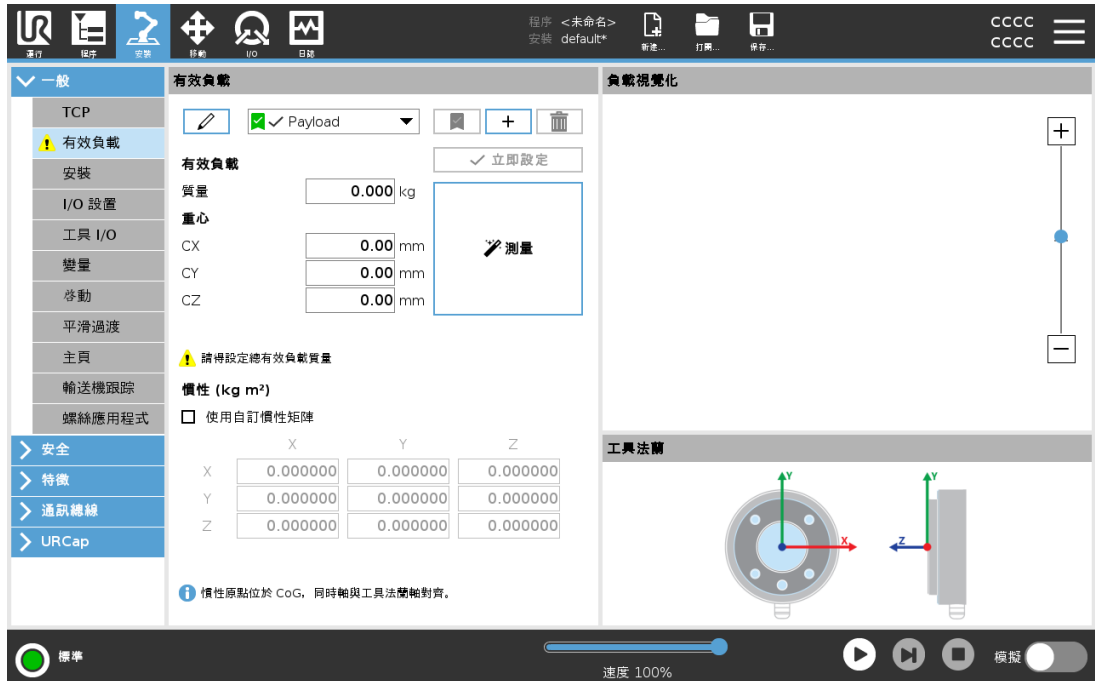 UR
運行
程序
安裝
移動
I/O
日誌
程序 <未命名>
安裝 default*
新建...
打開...
保存...
CCCC
CCCC
一般
TCP
有效負載
安裝
I/O 設置
工具 I/O
變量
啓動
平滑過渡
主頁
輸送機跟踪
螺絲應用程式
安全
特徵
通訊總線
URCap
有效負載
Payload
有效負載
立即設定
質量 0.000 kg
重心
CX 0.00 mm
CY 0.00 mm
CZ 0.00 mm
測量
請得設定總有效負載質量
慣性 (kg m²)
使用自訂慣性矩陣
X Y Z
X 0.000000 0.000000 0.000000
Y 0.000000 0.000000 0.000000
Z 0.000000 0.000000 0.000000
慣性原點位於 CoG，同時軸與工具法蘭軸對齊。
負載視覺化
工具法蘭
Y
X
Y
Z
標準
速度 100%
模擬